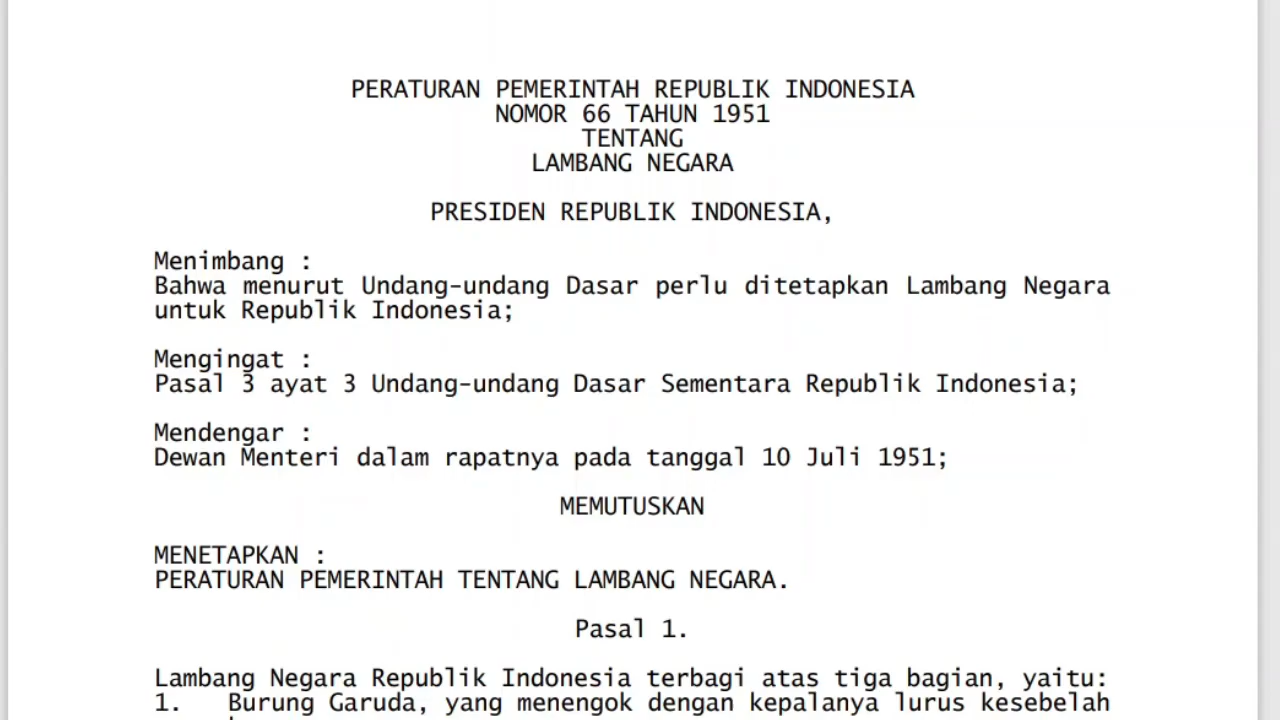 PERATURAN PEMERINTAH REPUBLIK INDONESIA
NOMOR 66 TAHUN 1951
TENTANG
LAMBANG NEGARA
PRESIDEN REPUBLIK INDONESIA,
Menimbang :
Bahwa menurut Undang-undang Dasar perlu ditetapkan Lambang Negara
untuk Republik Indonesia;
Mengingat :
Pasal 3 ayat 3 Undang-undang Dasar Sementara Republik Indonesia;
Mendengar :
Dewan Menteri dalam rapatnya pada tanggal 10 Juli 1951;
MEMUTUSKAN
MENETAPKAN :
PERATURAN PEMERINTAH TENTANG LAMBANG NEGARA.
Pasal 1.
Lambang Negara Republik Indonesia terbagi atas tiga bagian, yaitu:
1. Burung Garuda, yang menengok dengan kepalanya lurus kesebelah